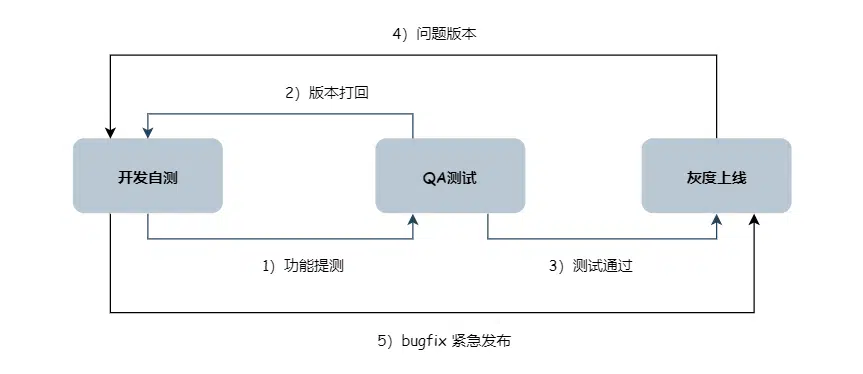 4）问题版本
2）版本打回
开发自测
QA测试
灰度上线
1）功能提测
3）测试通过
5）bugfix 紧急发布